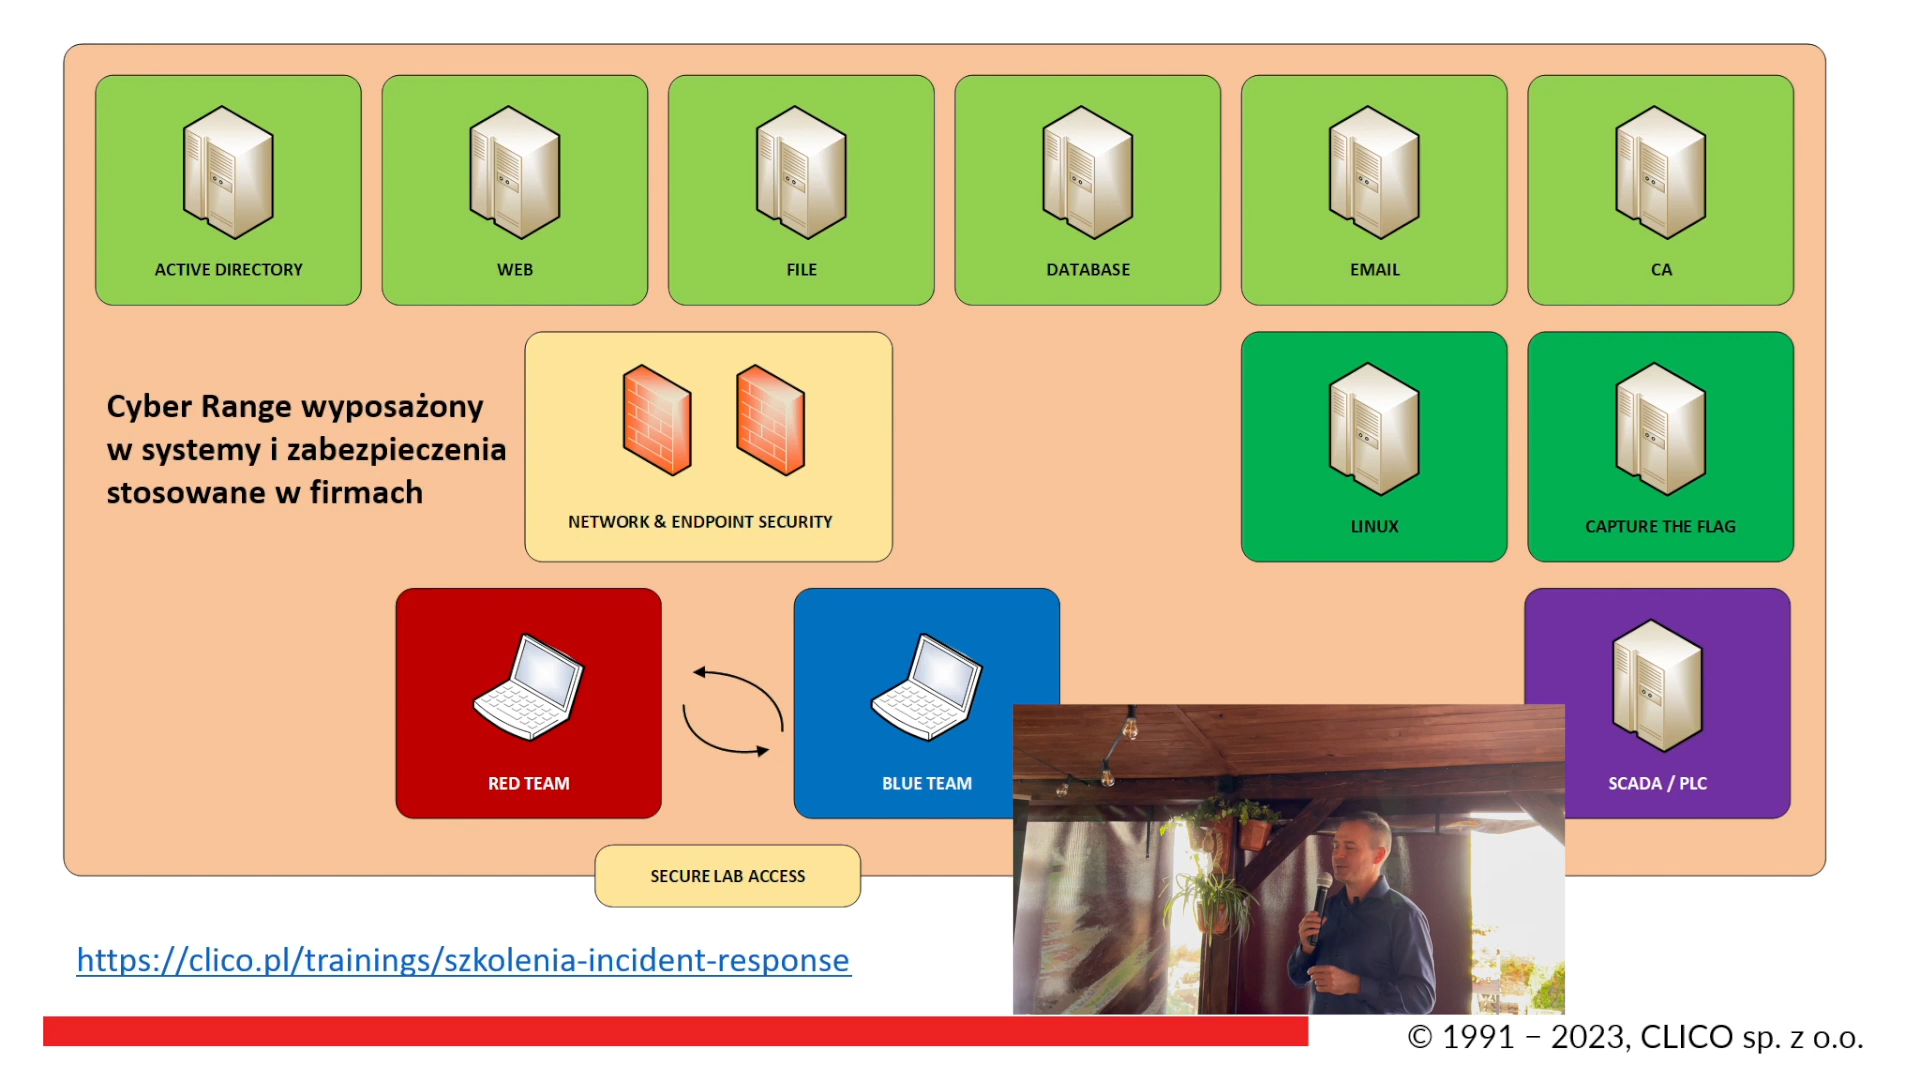 ACTIVE DIRECTORY
WEB
FILE
DATABASE
EMAIL
CA
Cyber Range wyposażony
w systemy i zabezpieczenia
stosowane w firmach
NETWORK & ENDPOINT SECURITY
LINUX
CAPTURE THE FLAG
RED TEAM
BLUE TEAM
SCADA / PLC
SECURE LAB ACCESS
https://clico.pl/trainings/szkolenia-incident-response
© 1991 – 2023, CLICO sp. z o.o.